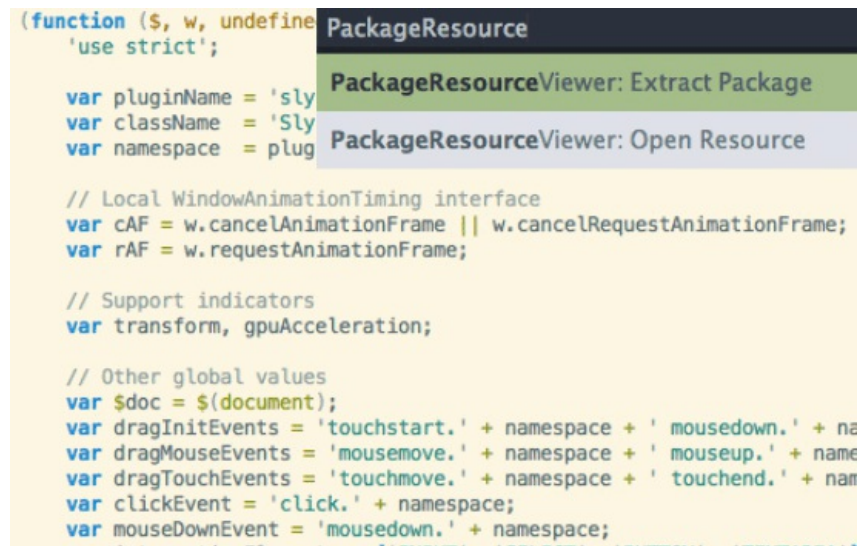 (function ($, w, undefine
'use strict';
PackageResource
PackageResourceViewer: Extract Package
PackageResourceViewer: Open Resource
var pluginName = 'sly
var className  = 'Sly
var namespace  = plug
// Local WindowAnimationTiming interface
var cAF = w.cancelAnimationFrame || w.cancelRequestAnimationFrame;
var rAF = w.requestAnimationFrame;
// Support indicators
var transform, gpuAcceleration;
// Other global values
var $doc = $(document);
var dragInitEvents = 'touchstart.' + namespace + ' mousedown.' + na
var dragMouseEvents = 'mousemove.' + namespace + ' mouseup.' + name
var dragTouchEvents = 'touchmove.' + namespace + ' touchend.' + nam
var clickEvent = 'click.' + namespace;
var mouseDownEvent = 'mousedown.' + namespace;